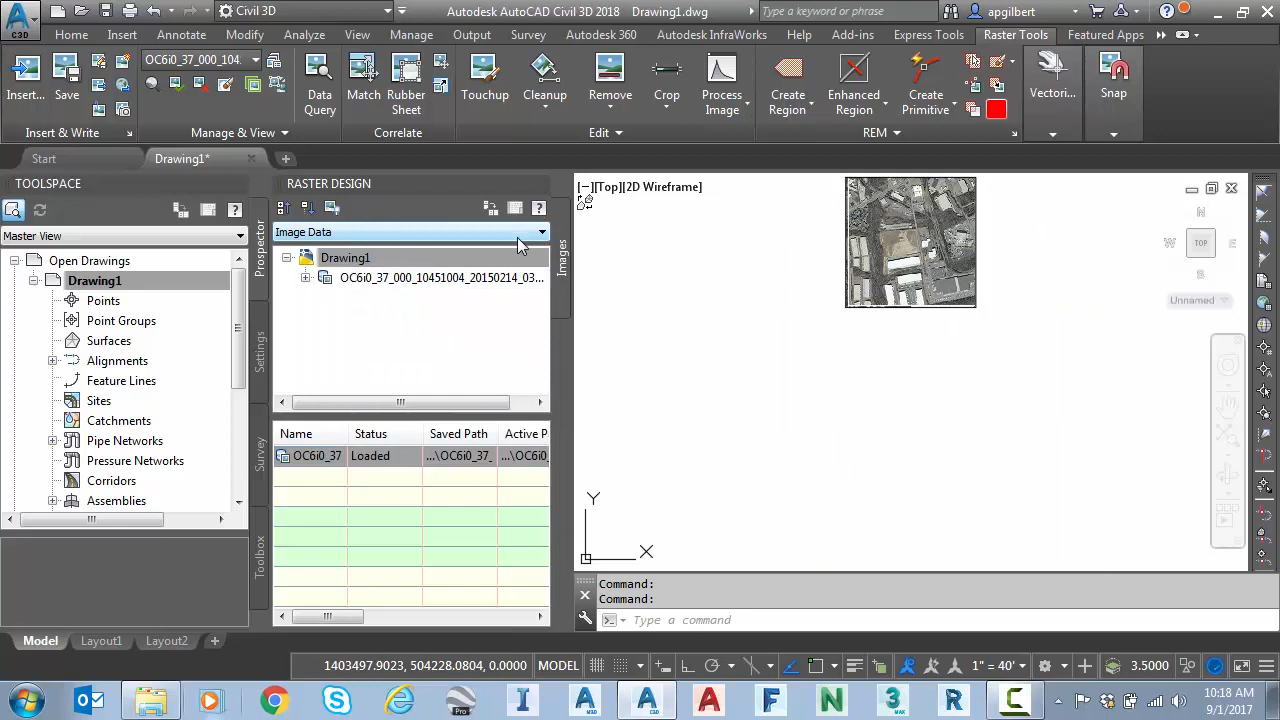 Civil 3D
Autodesk AutoCAD Civil 3D 2018 Drawing1.dwg
Type a keyword or phrase
apgilbert
Home Insert Annotate Modify Analyze View Manage Output Survey Autodesk 360 Autodesk InfraWorks Help Add-ins Express Tools Raster Tools Featured Apps
OC6i0_37_000_104:
Insert... Save Data Query Match Rubber Sheet Touchup Cleanup Remove Crop Process Image Create Region Enhanced Region Create Primitive Vectori... Snap
Insert & Write Manage & View Correlate Edit REM
Start Drawing1*
TOOLSPACE
Master View
Open Drawings
Drawing1
Points
Point Groups
Surfaces
Alignments
Feature Lines
Sites
Catchments
Pipe Networks
Pressure Networks
Corridors
Assemblies
Prospector
Settings
Survey
Toolbox
RASTER DESIGN
Image Data
Drawing1
OC6i0_37_000_10451004_20150214_03...
Images
Name Status Saved Path Active P
OC6i0_37 Loaded ...\OC6i0_37_ ...\OC6i0_
[−][Top][2D Wireframe]
N
W TOP E
S
Unnamed
Y
X
Command:
Command:
Type a command
Model Layout1 Layout2 +
1403497.9023, 504228.0804, 0.0000 MODEL 1" = 40' 3.5000
Pro
10:18 AM
9/1/2017